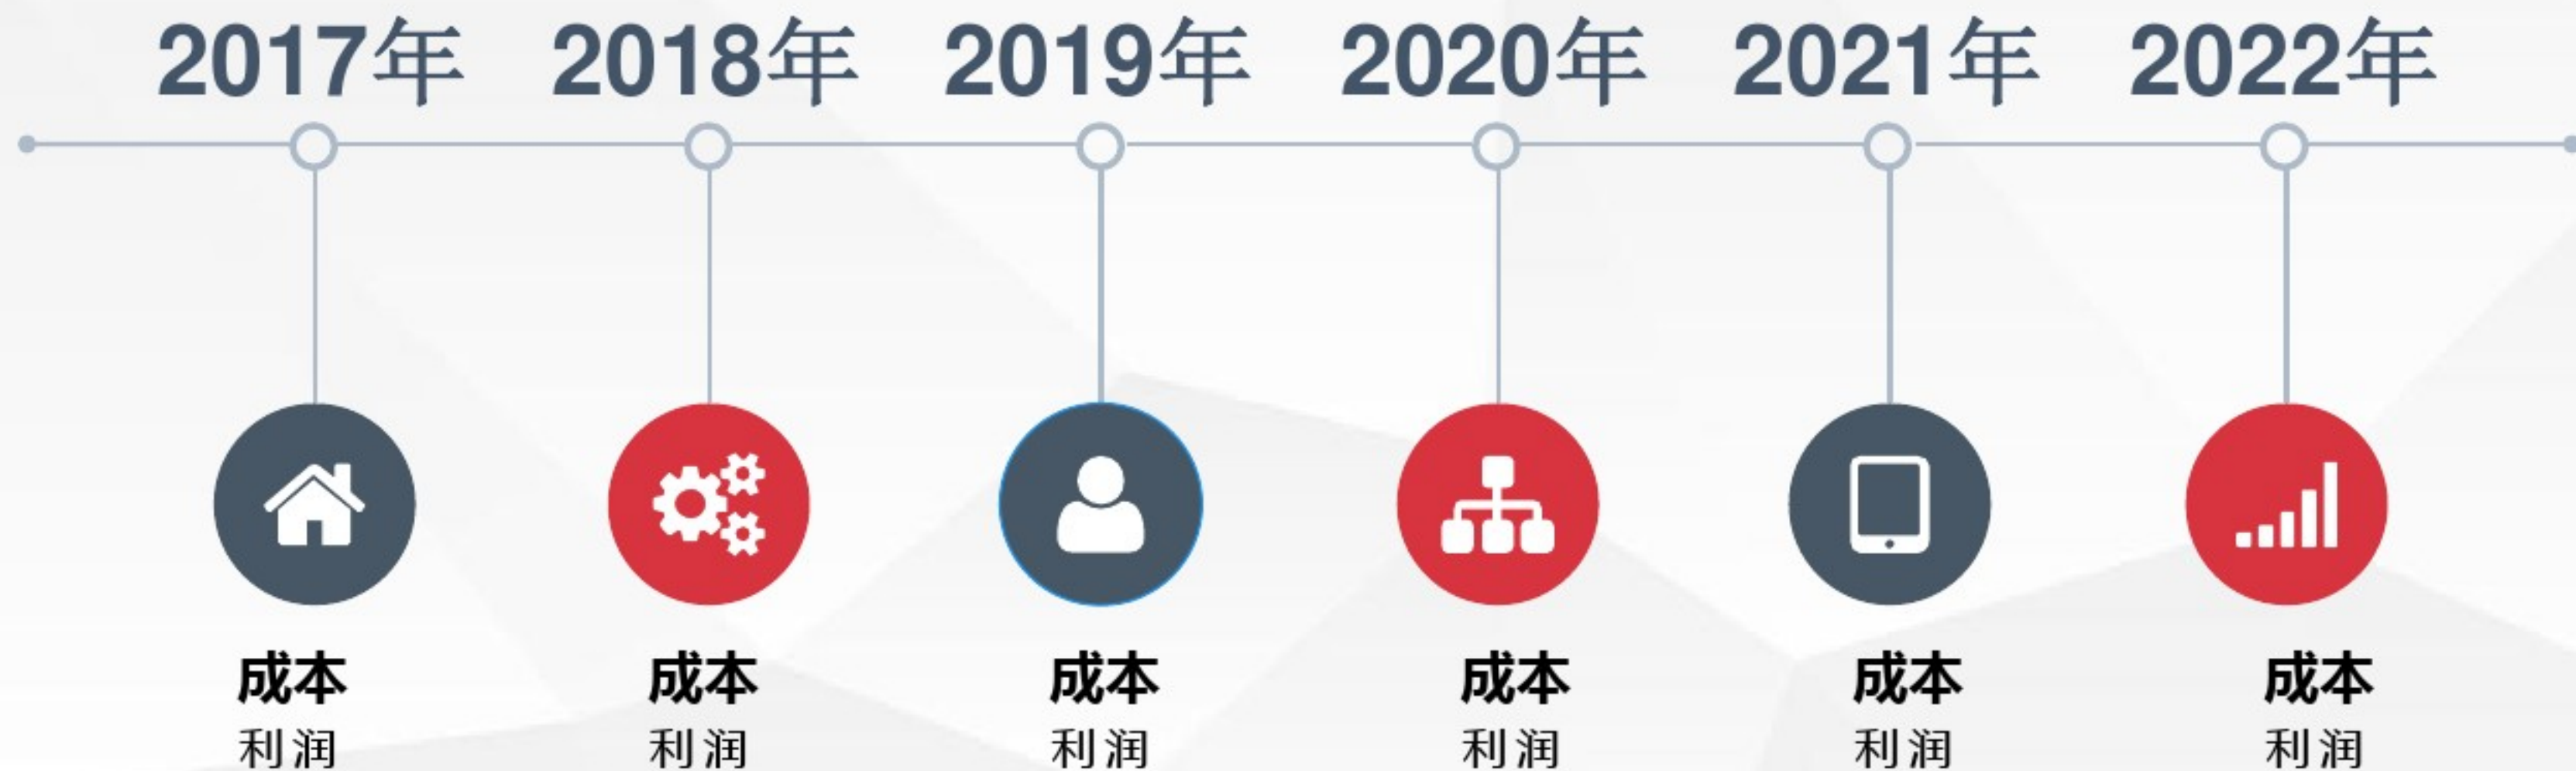 2017年 2018年 2019年 2020年 2021年 2022年
成本 成本 成本 成本 成本 成本
利润 利润 利润 利润 利润 利润